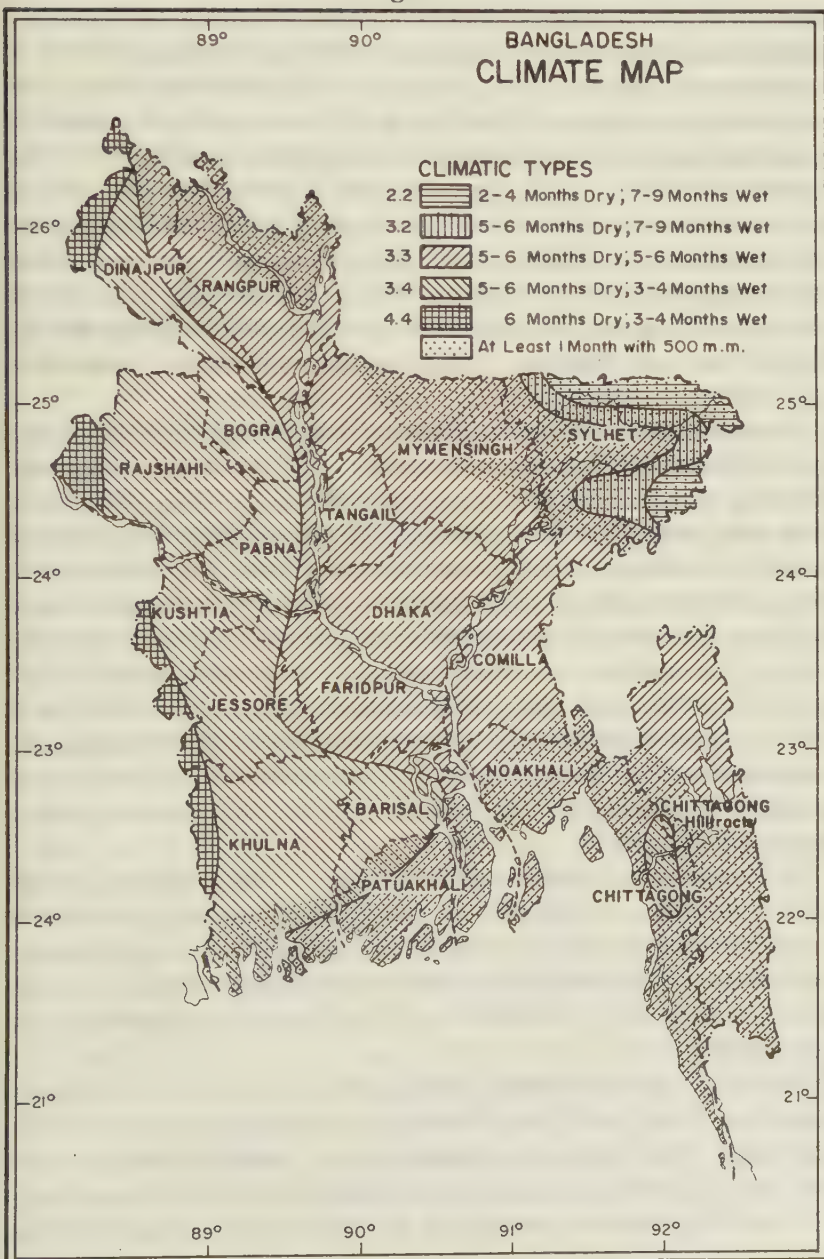 89° 90°
BANGLADESH
CLIMATE MAP
CLIMATIC TYPES
2.2 2-4 Months Dry; 7-9 Months Wet
3.2 5-6 Months Dry; 7-9 Months Wet
3.3 5-6 Months Dry; 5-6 Months Wet
3.4 5-6 Months Dry; 3-4 Months Wet
4.4 6 Months Dry; 3-4 Months Wet
At Least 1 Month with 500 m.m.
26° 26°
DINAJPUR
RANGPUR
25° 25°
BOGRA
SYLHET
MYMENSINGH
RAJSHAHI
TANGAIL
PABNA
24° 24°
KUSHTIA
DHAKA
COMILLA
FARIDPUR
JESSORE
23° 23°
NOAKHALI
BARISAL
CHITTAGONG
Hilltracts
KHULNA
PATUAKHALI
CHITTAGONG
24° 22°
21° 21°
89° 90° 91° 92°